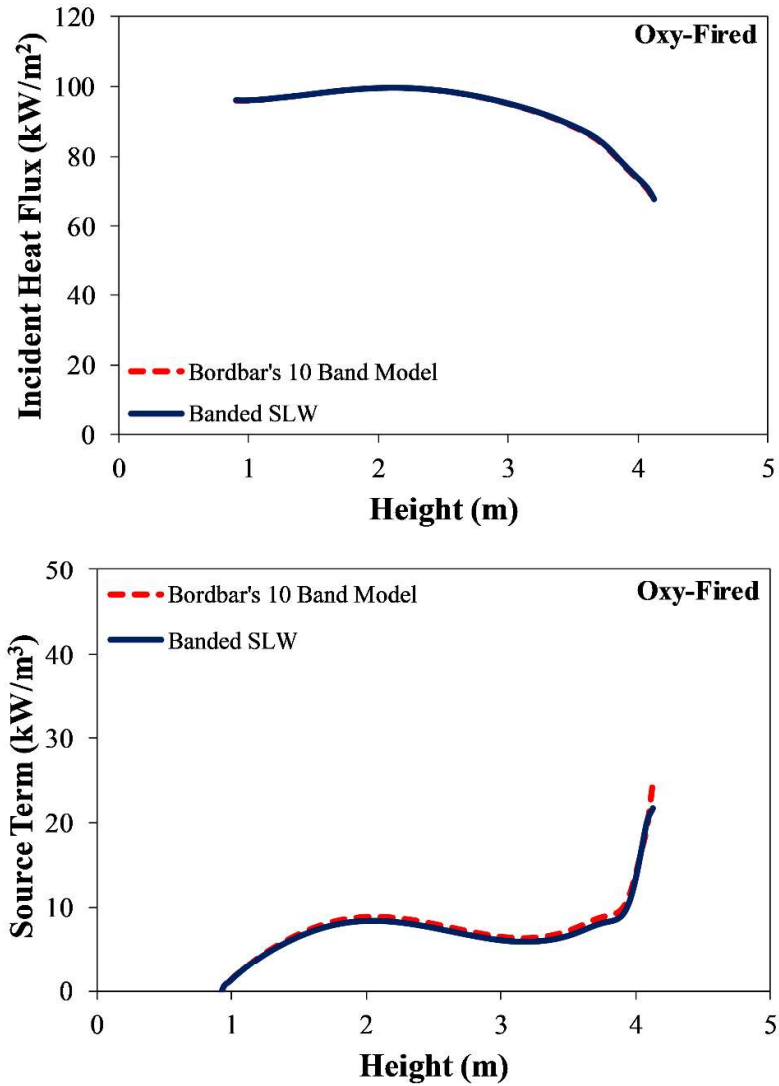 120
Oxy-Fired
100
80
60
40
20
0
Incident Heat Flux (kW/m²)
Bordbar's 10 Band Model
Banded SLW
0 1 2 3 4 5
Height (m)
50
Oxy-Fired
40
30
20
10
0
Source Term (kW/m³)
Bordbar's 10 Band Model
Banded SLW
0 1 2 3 4 5
Height (m)